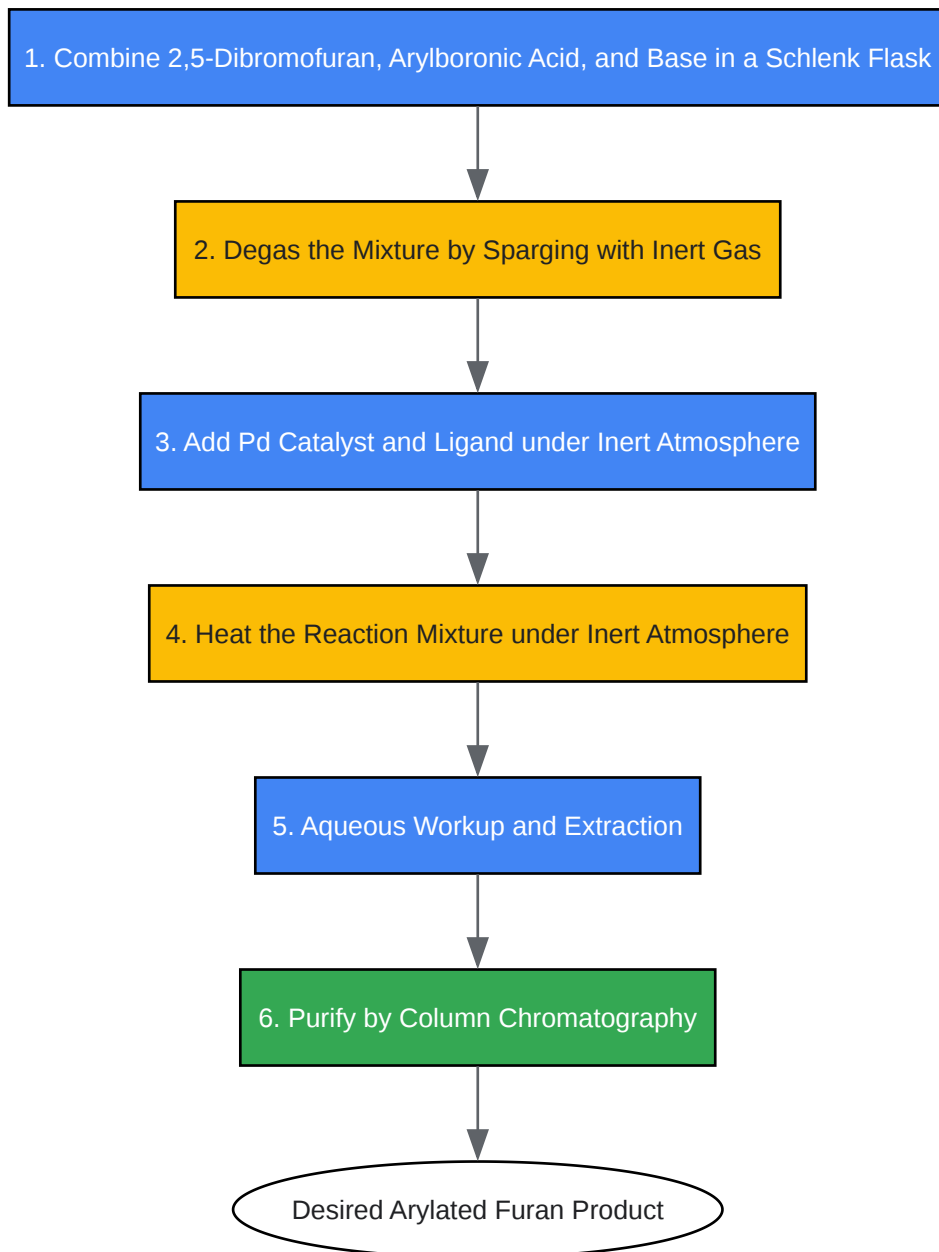 1. Combine 2,5-Dibromofuran, Arylboronic Acid, and Base in a Schlenk Flask
2. Degas the Mixture by Sparging with Inert Gas
3. Add Pd Catalyst and Ligand under Inert Atmosphere
4. Heat the Reaction Mixture under Inert Atmosphere
5. Aqueous Workup and Extraction
6. Purify by Column Chromatography
Desired Arylated Furan Product